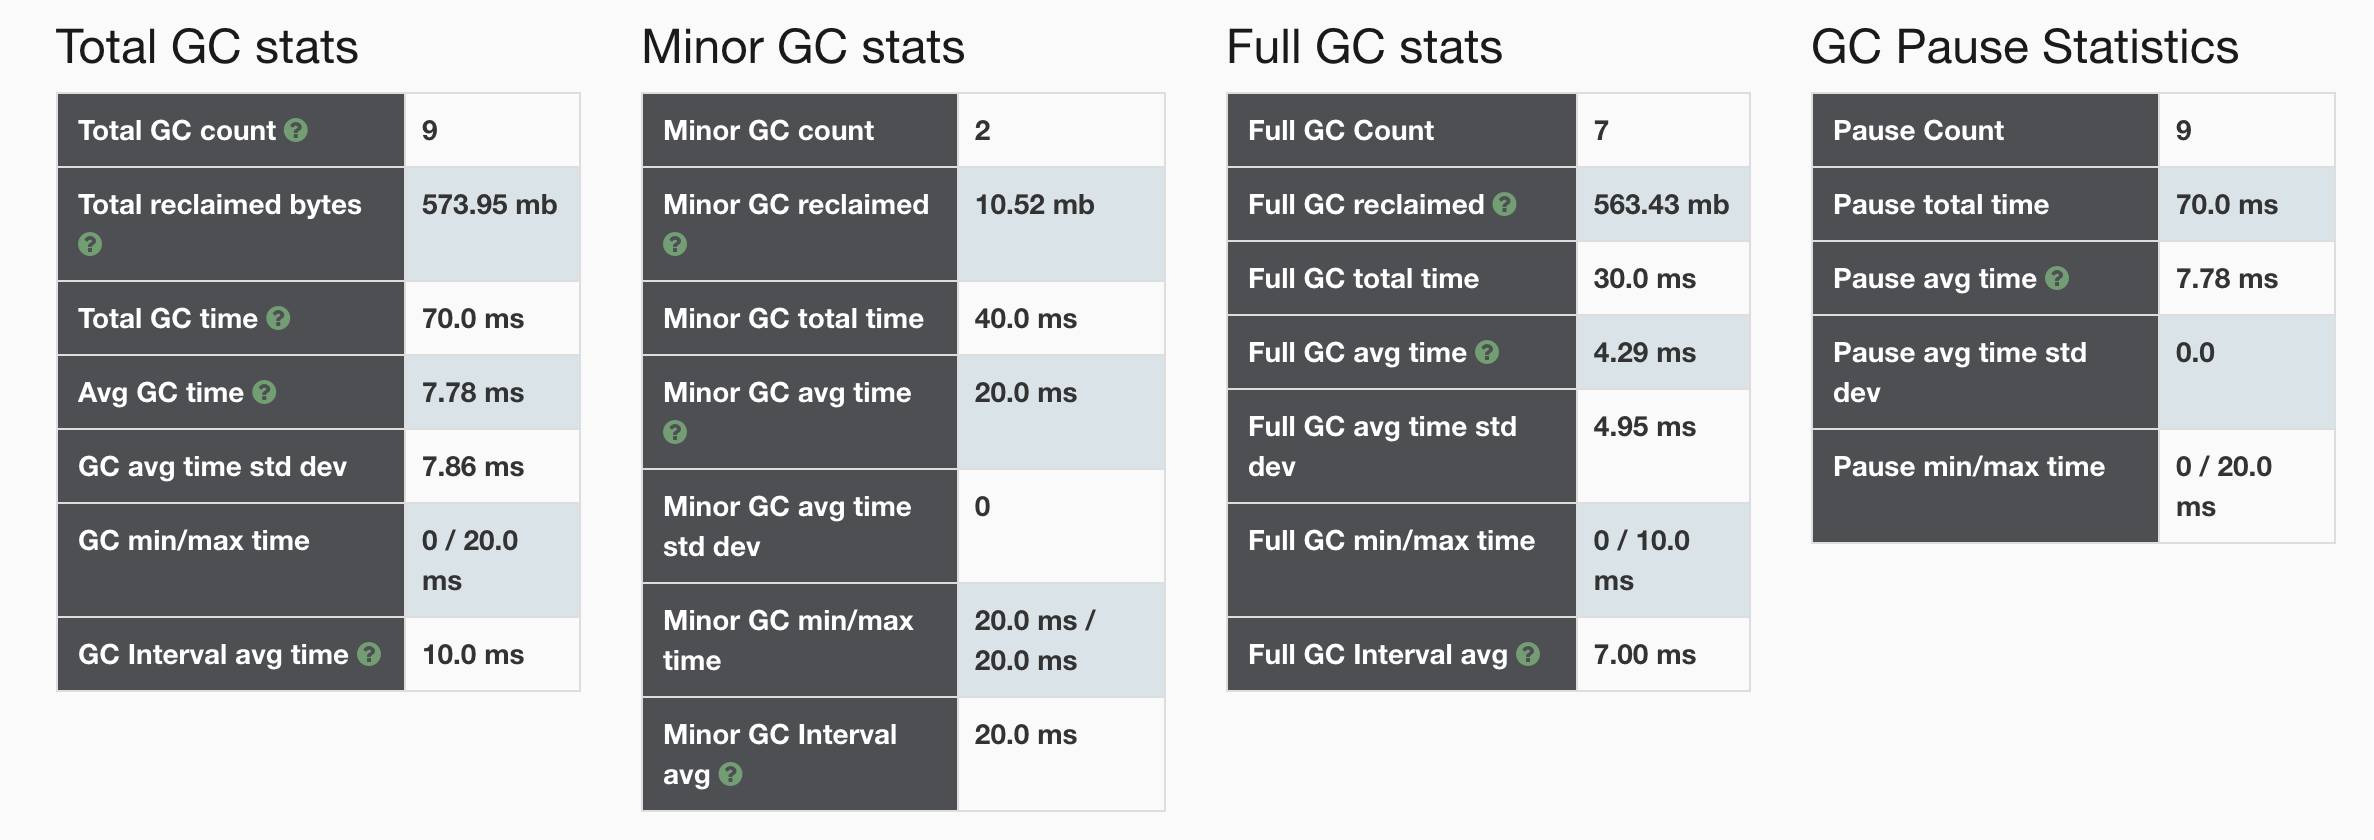 Total GC stats
Total GC count ? 9
Total reclaimed bytes 573.95 mb
?
Total GC time ? 70.0 ms
Avg GC time ? 7.78 ms
GC avg time std dev 7.86 ms
GC min/max time 0 / 20.0
ms
GC Interval avg time ? 10.0 ms
Minor GC stats
Minor GC count 2
Minor GC reclaimed 10.52 mb
?
Minor GC total time 40.0 ms
Minor GC avg time 20.0 ms
?
Minor GC avg time 0
std dev
Minor GC min/max 20.0 ms /
time 20.0 ms
Minor GC Interval 20.0 ms
avg ?
Full GC stats
Full GC Count 7
Full GC reclaimed ? 563.43 mb
Full GC total time 30.0 ms
Full GC avg time ? 4.29 ms
Full GC avg time std 4.95 ms
dev
Full GC min/max time 0 / 10.0
ms
Full GC Interval avg ? 7.00 ms
GC Pause Statistics
Pause Count 9
Pause total time 70.0 ms
Pause avg time ? 7.78 ms
Pause avg time std 0.0
dev
Pause min/max time 0 / 20.0
ms